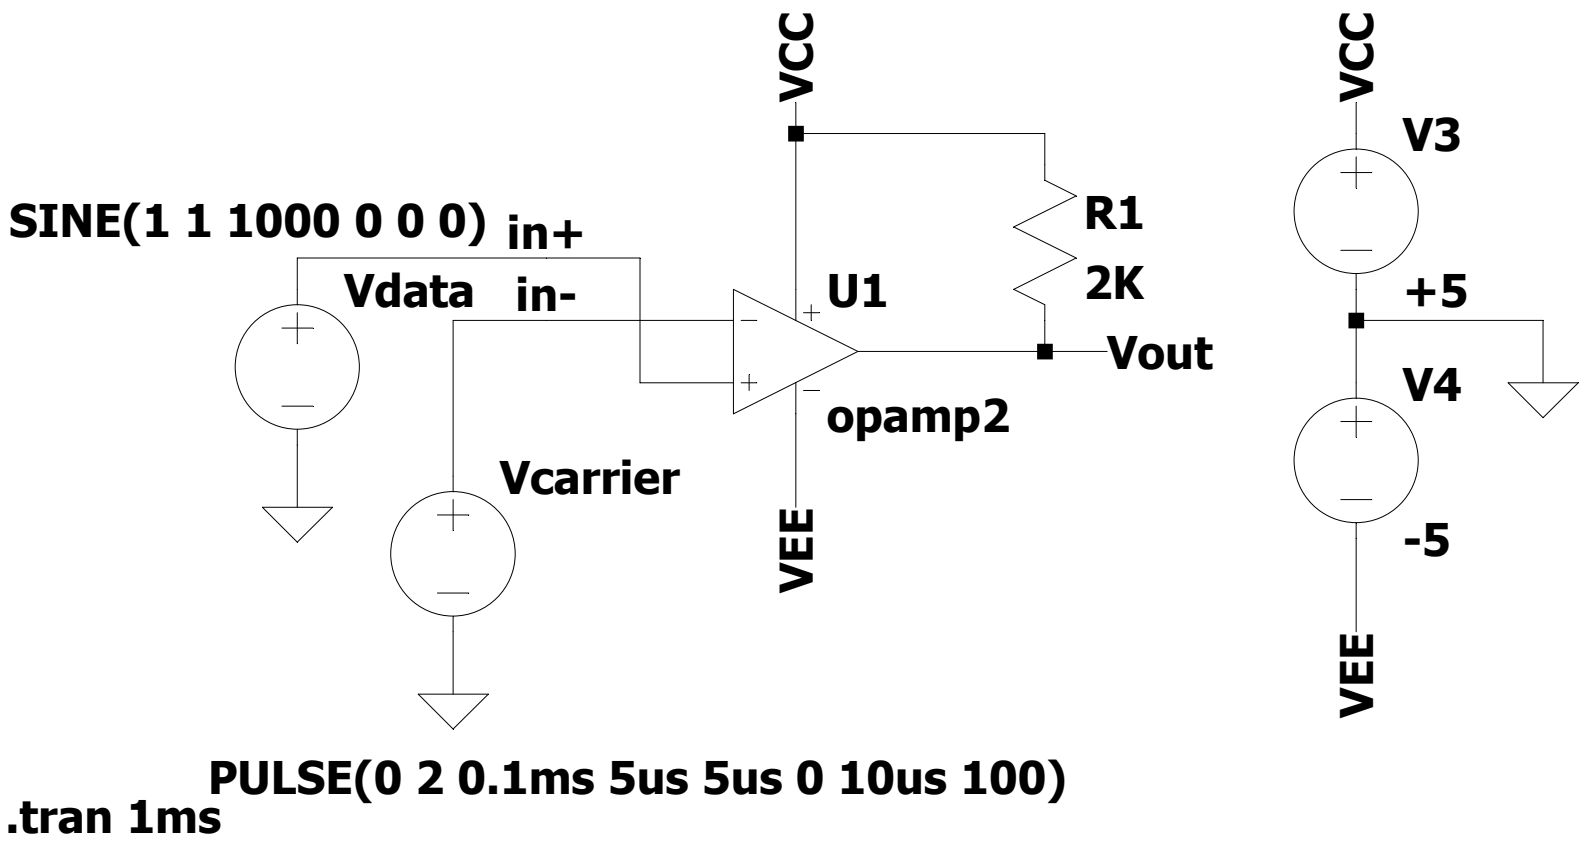 VCC
VCC
V3
SINE(1 1 1000 0 0 0)
in+
R1
Vdata
in-
U1
2K
+5
Vout
V4
opamp2
Vcarrier
VEE
-5
VEE
PULSE(0 2 0.1ms 5us 5us 0 10us 100)
.tran 1ms